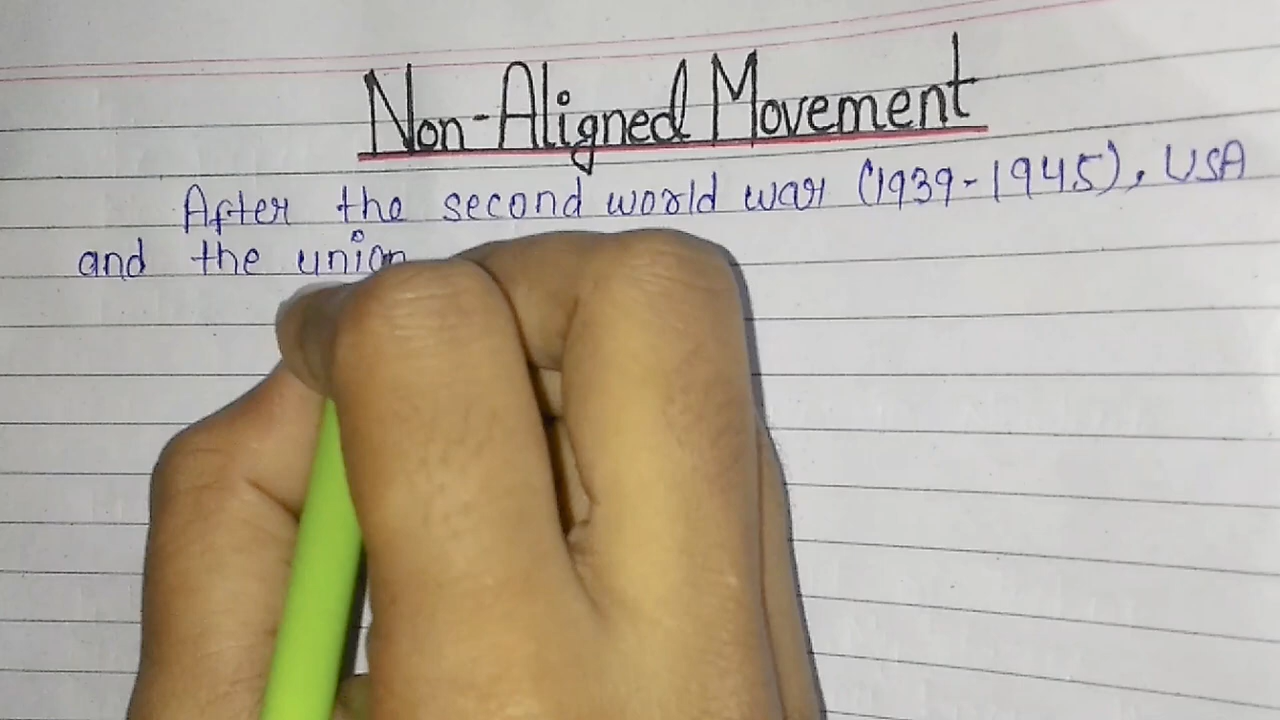 Non-Aligned Movement
After the second world war (1939-1945), USA
and the union